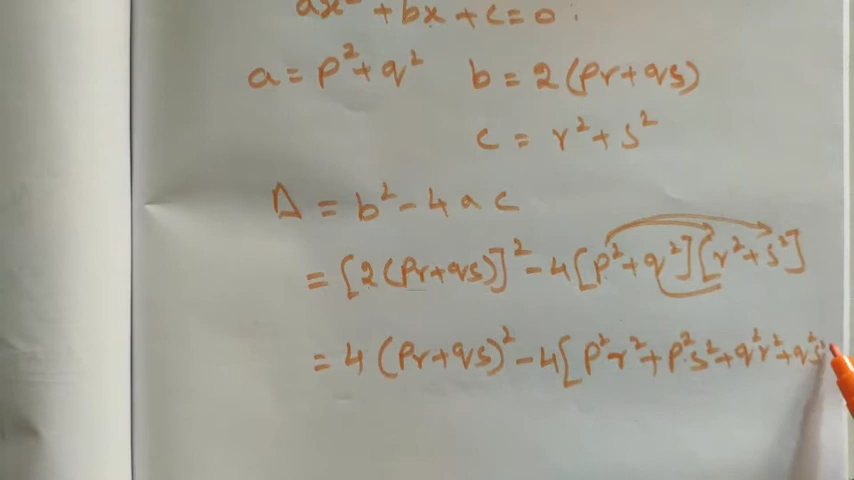 ax² + bx + c = 0.
a = p² + q² b = 2(pr + qs)
c = r² + s²
Δ = b² - 4 a c
= [2(pr + qs)]² - 4[p² + q²][r² + s²]
= 4(pr + qs)² - 4[p²r² + p²s² + q²r² + q²s²